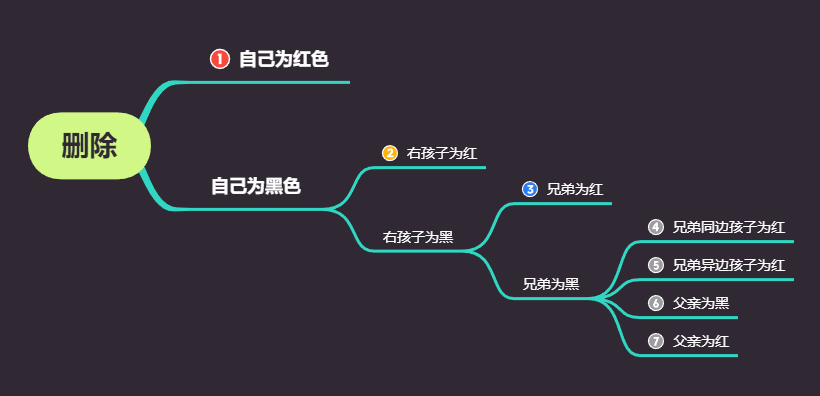 删除
1 自己为红色
自己为黑色
2 右孩子为红
右孩子为黑
3 兄弟为红
兄弟为黑
4 兄弟同边孩子为红
5 兄弟异边孩子为红
6 父亲为黑
7 父亲为红